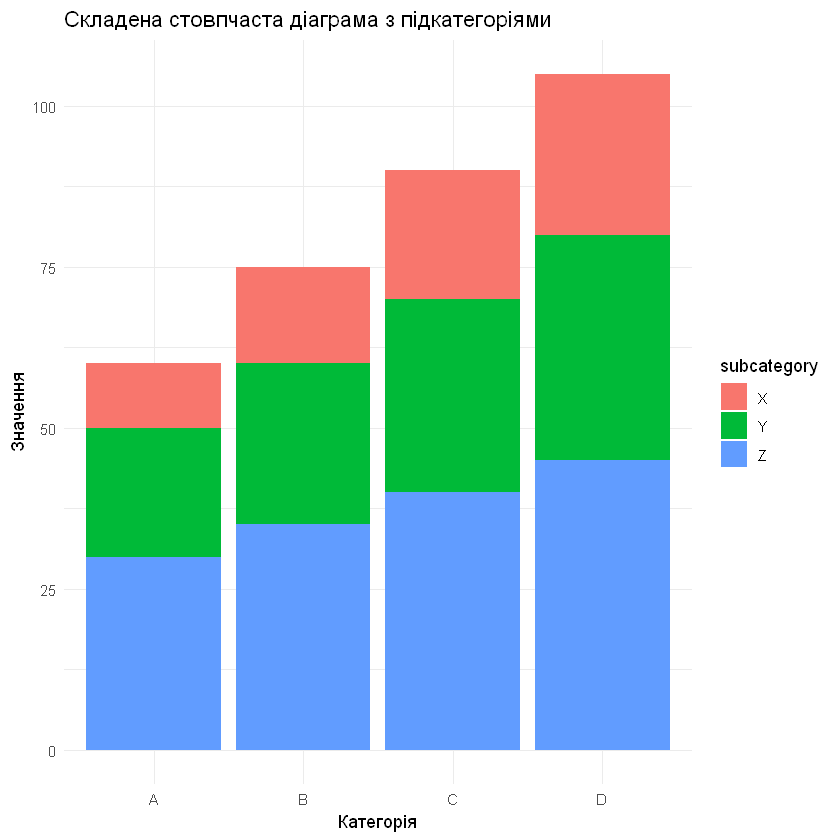 Складена стовпчаста діаграма з підкатегоріями
Значення
100
75
50
25
0
A
B
C
D
Категорія
subcategory
X
Y
Z